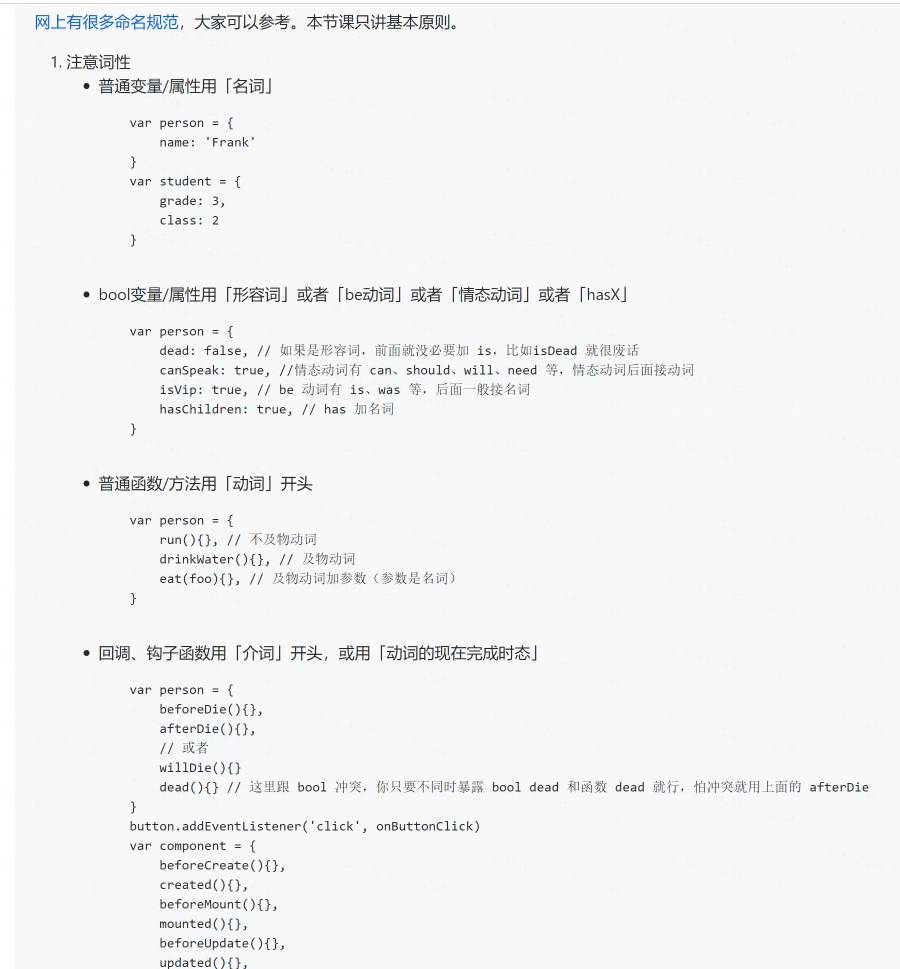 网上有很多命名规范，大家可以参考。本节课只讲基本原则。
1. 注意词性
• 普通变量/属性用「名词」
var person = {
    name: 'Frank'
}
var student = {
    grade: 3,
    class: 2
}
• bool变量/属性用「形容词」或者「be动词」或者「情态动词」或者「hasX」
var person = {
    dead: false, // 如果是形容词，前面就没必要加 is，比如isDead 就很废话
    canSpeak: true, //情态动词有 can、should、will、need 等，情态动词后面接动词
    isVip: true, // be 动词有 is、was 等，后面一般接名词
    hasChildren: true, // has 加名词
}
• 普通函数/方法用「动词」开头
var person = {
    run(){}, // 不及物动词
    drinkWater(){}, // 及物动词
    eat(foo){}, // 及物动词加参数（参数是名词）
}
• 回调、钩子函数用「介词」开头，或用「动词的现在完成时态」
var person = {
    beforeDie(){},
    afterDie(){},
    // 或者
    willDie(){}
    dead(){} // 这里跟 bool 冲突，你只要不同时暴露 bool dead 和函数 dead 就行，怕冲突就用上面的 afterDie
}
button.addEventListener('click', onButtonClick)
var component = {
    beforeCreate(){},
    created(){},
    beforeMount(){},
    mounted(){},
    beforeUpdate(){},
    updated(){},